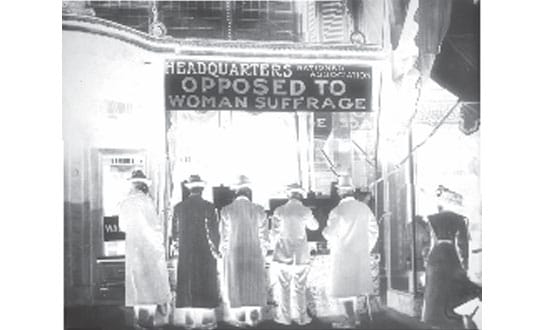 HEADQUARTERS NATIONAL ASSOCIATION
OPPOSED TO
WOMAN SUFFRAGE